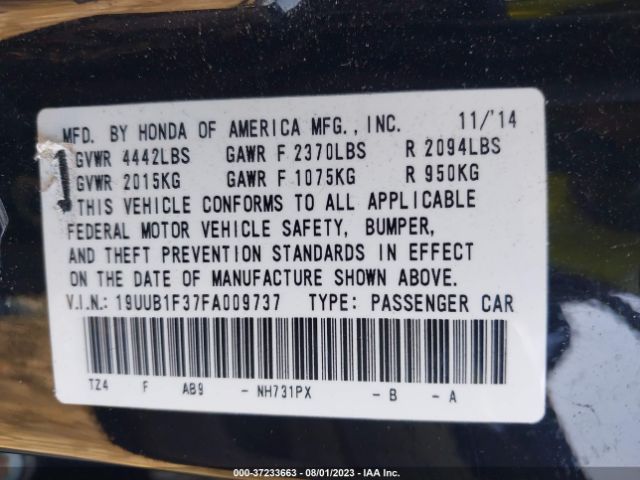 MFD. BY HONDA OF AMERICA MFG., INC. 11/'14
GVWR 4442LBS GAWR F 2370LBS R 2094LBS
GVWR 2015KG GAWR F 1075KG R 950KG
THIS VEHICLE CONFORMS TO ALL APPLICABLE
FEDERAL MOTOR VEHICLE SAFETY, BUMPER,
AND THEFT PREVENTION STANDARDS IN EFFECT
ON THE DATE OF MANUFACTURE SHOWN ABOVE.
V.I.N.: 19UUB1F37FA009737 TYPE: PASSENGER CAR
TZ4 F AB9 - NH731PX - B - A
000-37233663 - 08/01/2023 - IAA Inc.